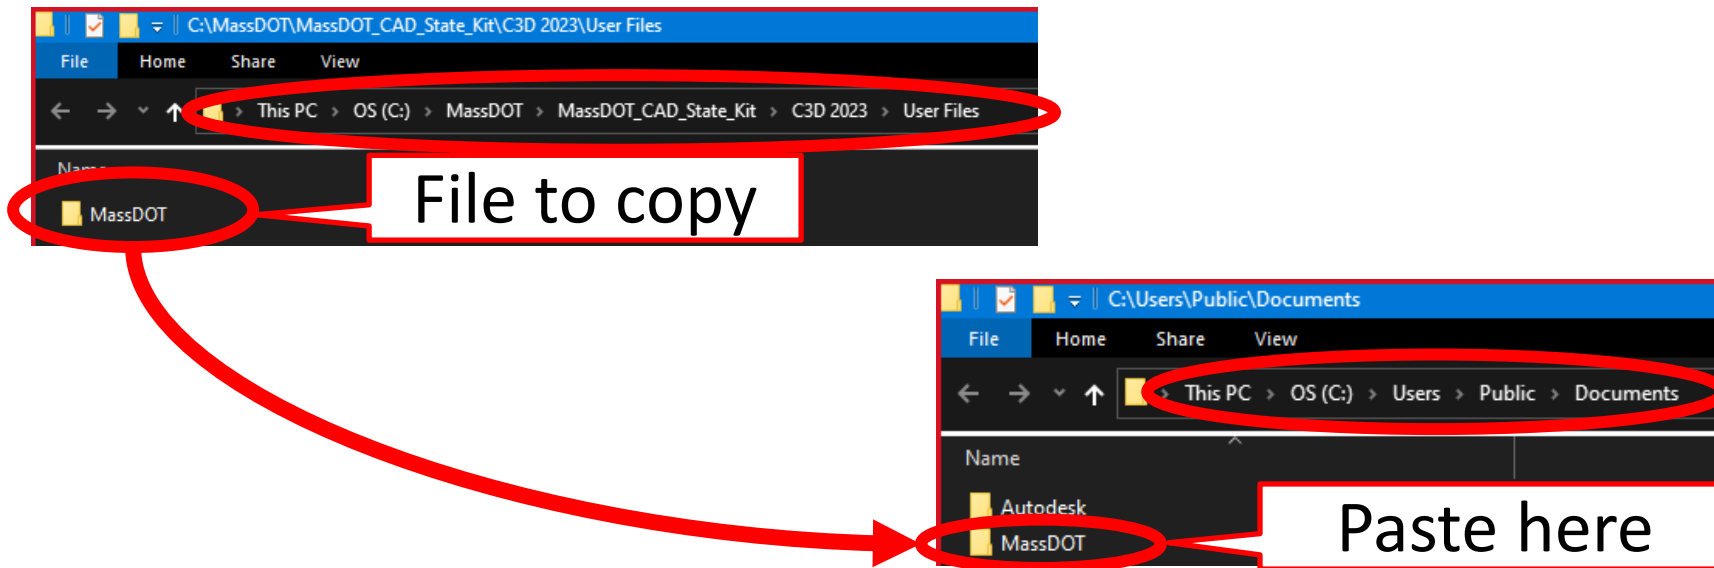 C:\MassDOT\MassDOT_CAD_State_Kit\C3D 2023\User Files
File Home Share View
This PC > OS (C:) > MassDOT > MassDOT_CAD_State_Kit > C3D 2023 > User Files
Name
MassDOT
File to copy
C:\Users\Public\Documents
File Home Share View
This PC > OS (C:) > Users > Public > Documents
Name
Autodesk
MassDOT
Paste here